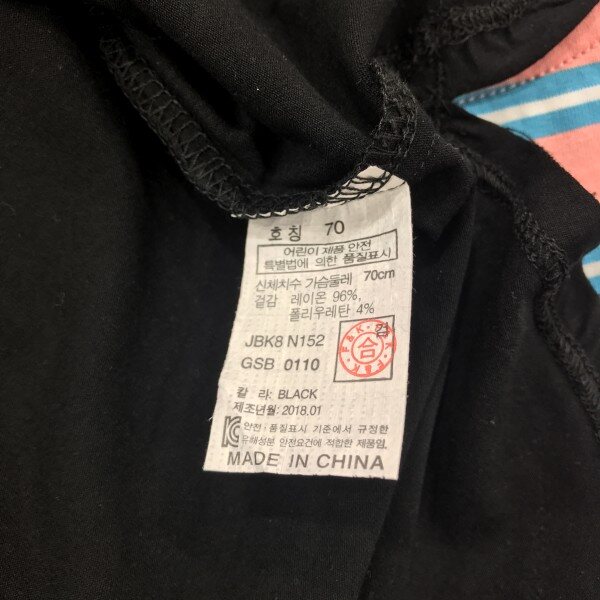 호칭 70
어린이 제품 안전
특별법에 의한 품질표시
신체치수 가슴둘레 70cm
겉감 레이온 96%,
폴리우레탄 4%
JBK8 N152
GSB 0110
검
合
F&K F&K F&K
칼 라: BLACK
제조년월: 2018.01
안전·품질표시 기준에서 규정한
유해성분 안전요건에 적합한 제품임.
MADE IN CHINA